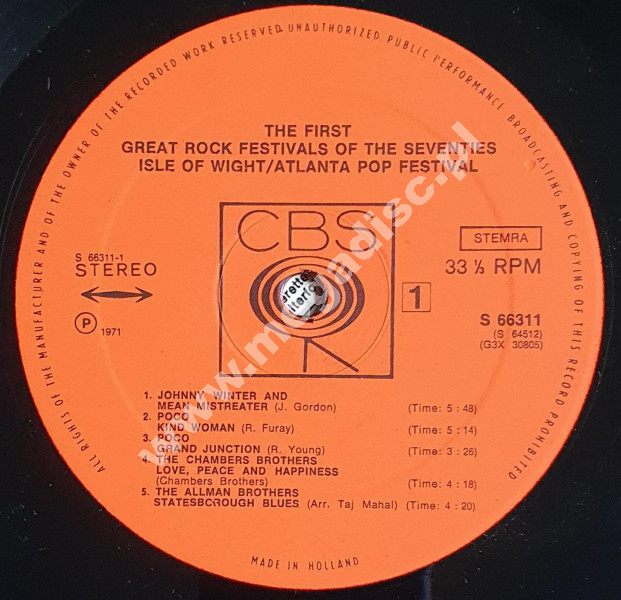 ALL RIGHTS OF THE MANUFACTURER AND OF THE OWNER OF THE RECORDED WORK RESERVED. UNAUTHORIZED PUBLIC PERFORMANCE BROADCASTING AND COPYING OF THIS RECORD PROHIBITED
THE FIRST
GREAT ROCK FESTIVALS OF THE SEVENTIES
ISLE OF WIGHT/ATLANTA POP FESTIVAL
CBS
TM
S 66311-1
STEREO
STEMRA
33 ⅓ RPM
P 1971
1
S 66311
(S 64512)
(G3X 30805)
1. JOHNNY WINTER AND
MEAN MISTREATER (J. Gordon) (Time: 5 : 48)
2. POCO
KIND WOMAN (R. Furay) (Time: 5 : 14)
3. POCO
GRAND JUNCTION (R. Young) (Time: 3 : 26)
4. THE CHAMBERS BROTHERS
LOVE, PEACE AND HAPPINESS
(Chambers Brothers) (Time: 4 : 18)
5. THE ALLMAN BROTHERS
STATESBOROUGH BLUES (Arr. Taj Mahal) (Time: 4 : 20)
MADE IN HOLLAND